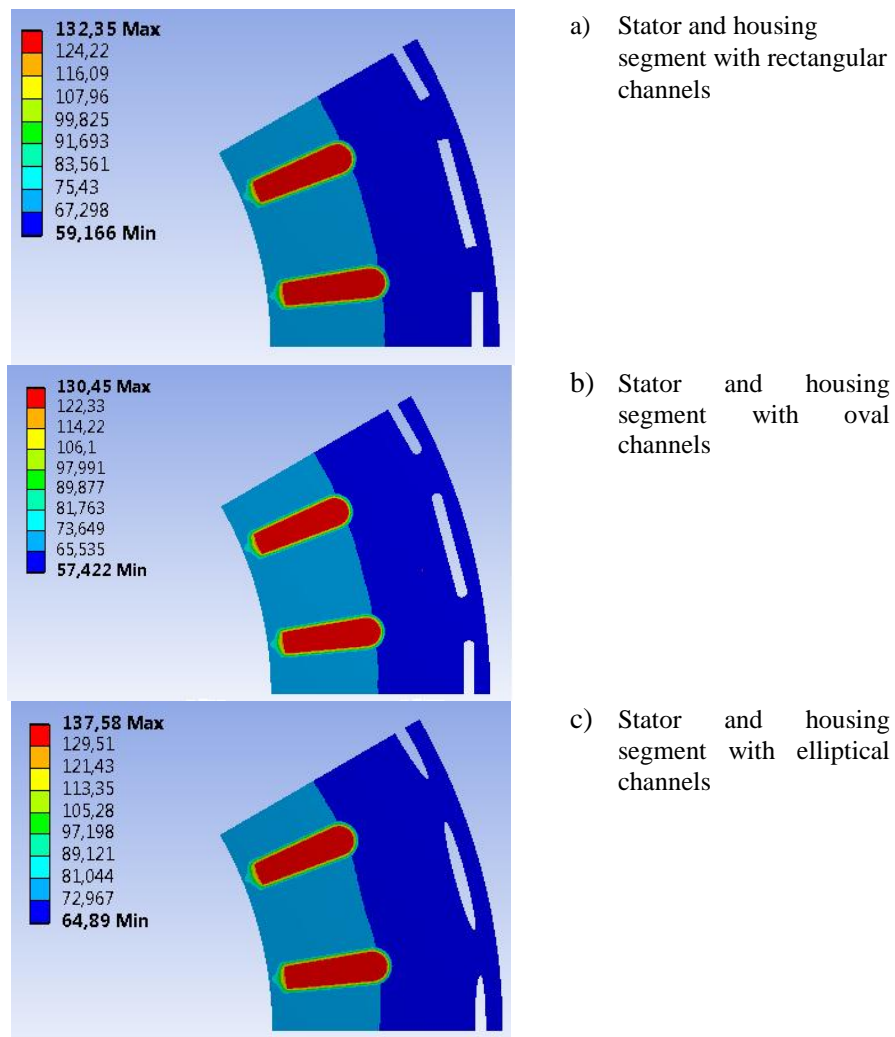 132,35 Max
124,22
116,09
107,96
99,825
91,693
83,561
75,43
67,298
59,166 Min
a) Stator and housing
segment with rectangular
channels
130,45 Max
122,33
114,22
106,1
97,991
89,877
81,763
73,649
65,535
57,422 Min
b) Stator and housing
segment with oval
channels
137,58 Max
129,51
121,43
113,35
105,28
97,198
89,121
81,044
72,967
64,89 Min
c) Stator and housing
segment with elliptical
channels